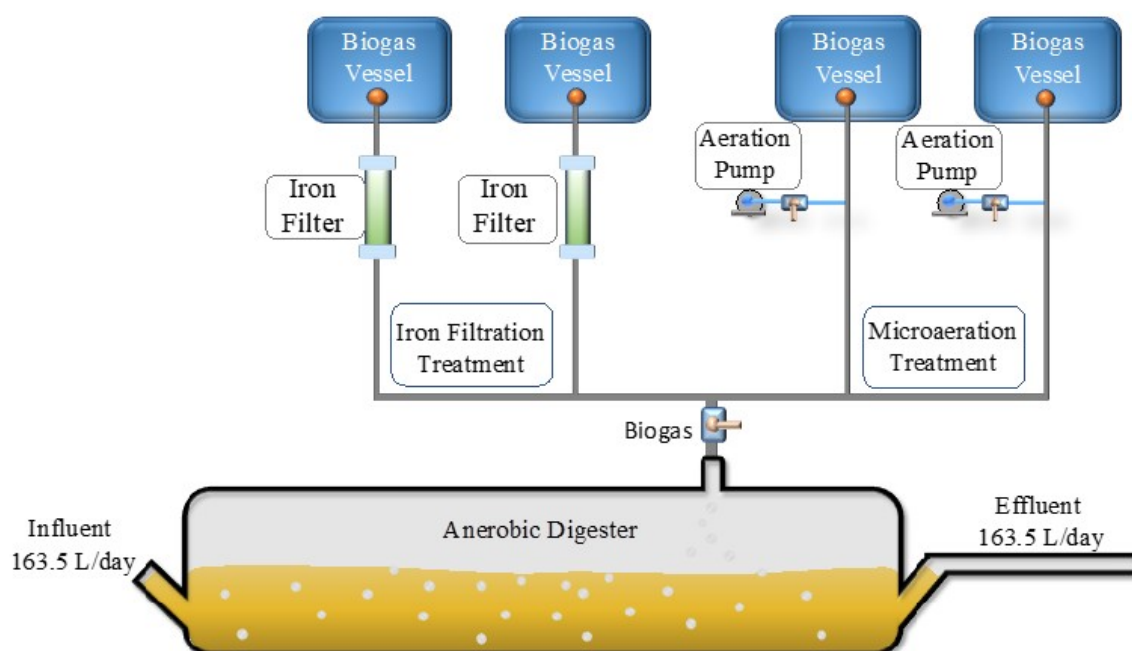 Biogas
Vessel
Biogas
Vessel
Biogas
Vessel
Biogas
Vessel
Aeration
Pump
Aeration
Pump
Iron
Filter
Iron
Filter
Iron Filtration
Treatment
Microaeration
Treatment
Biogas
Influent
163.5 L/day
Anerobic Digester
Effluent
163.5 L/day